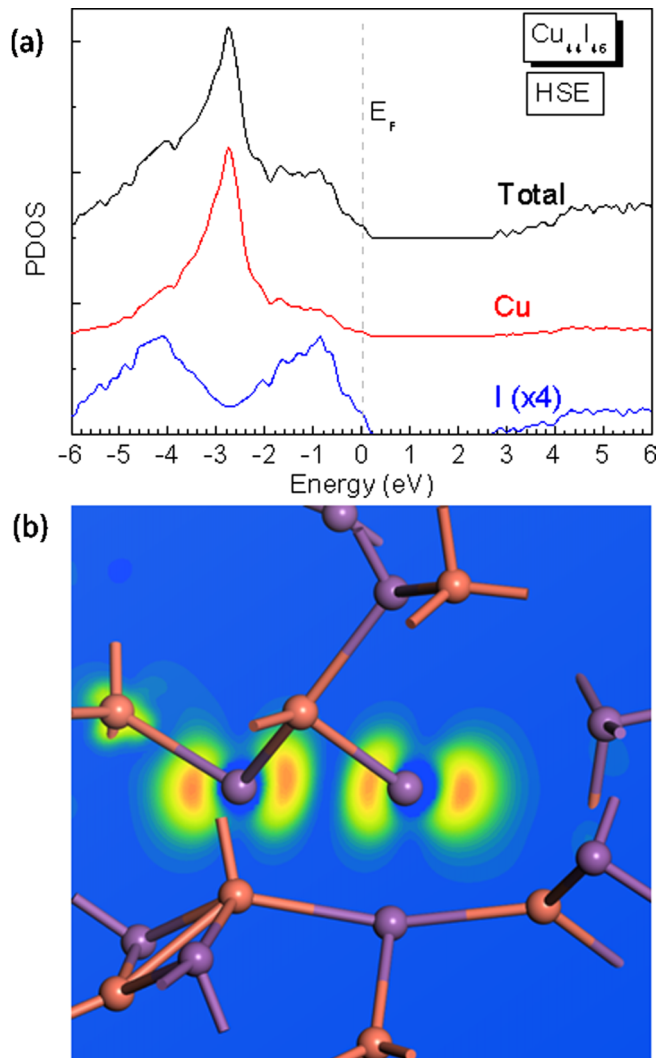 (a)
Cu₄₄I₄₆
HSE
E_F
Total
Cu
I (x4)
PDOS
-6 -5 -4 -3 -2 -1 0 1 2 3 4 5 6
Energy (eV)
(b)